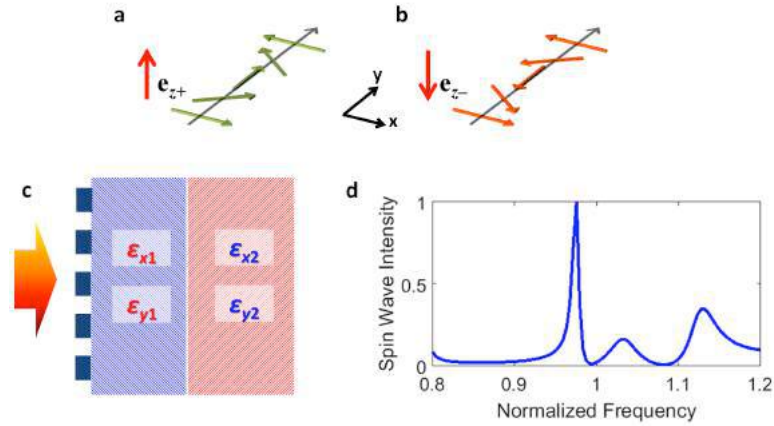 a
b
e_{z+}
y
x
e_{z−}
c
ε_{x1}
ε_{x2}
ε_{y1}
ε_{y2}
d
Spin Wave Intensity
1
0.5
0
0.8
0.9
1
1.1
1.2
Normalized Frequency